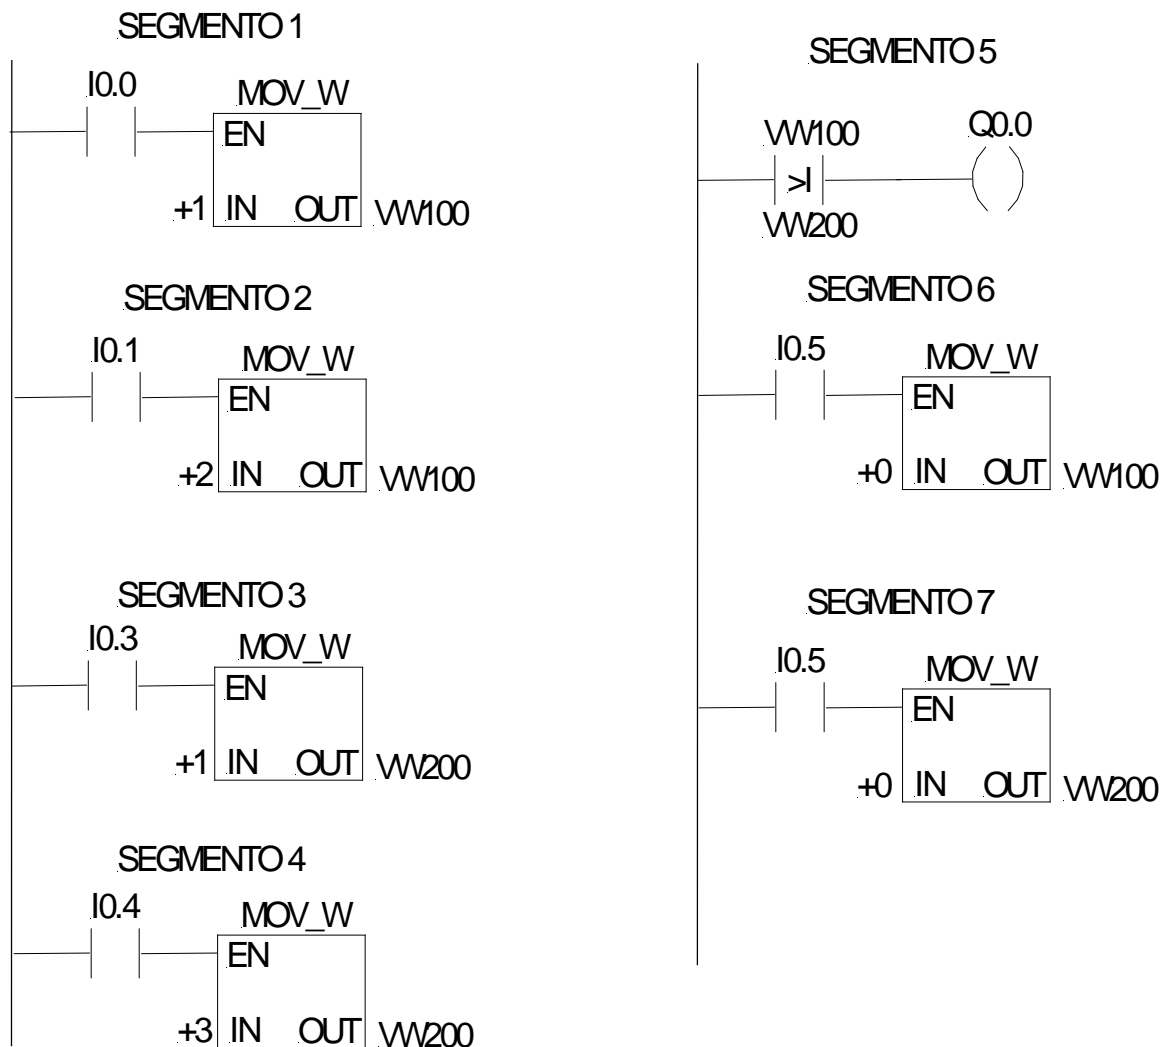 SEGMENTO 1
I0.0
MOV_W
EN
+1 IN OUT VW100
SEGMENTO 2
I0.1
MOV_W
EN
+2 IN OUT VW100
SEGMENTO 3
I0.3
MOV_W
EN
+1 IN OUT VW200
SEGMENTO 4
I0.4
MOV_W
EN
+3 IN OUT VW200
SEGMENTO 5
VW100
Q0.0
>I
VW200
SEGMENTO 6
I0.5
MOV_W
EN
+0 IN OUT VW100
SEGMENTO 7
I0.5
MOV_W
EN
+0 IN OUT VW200